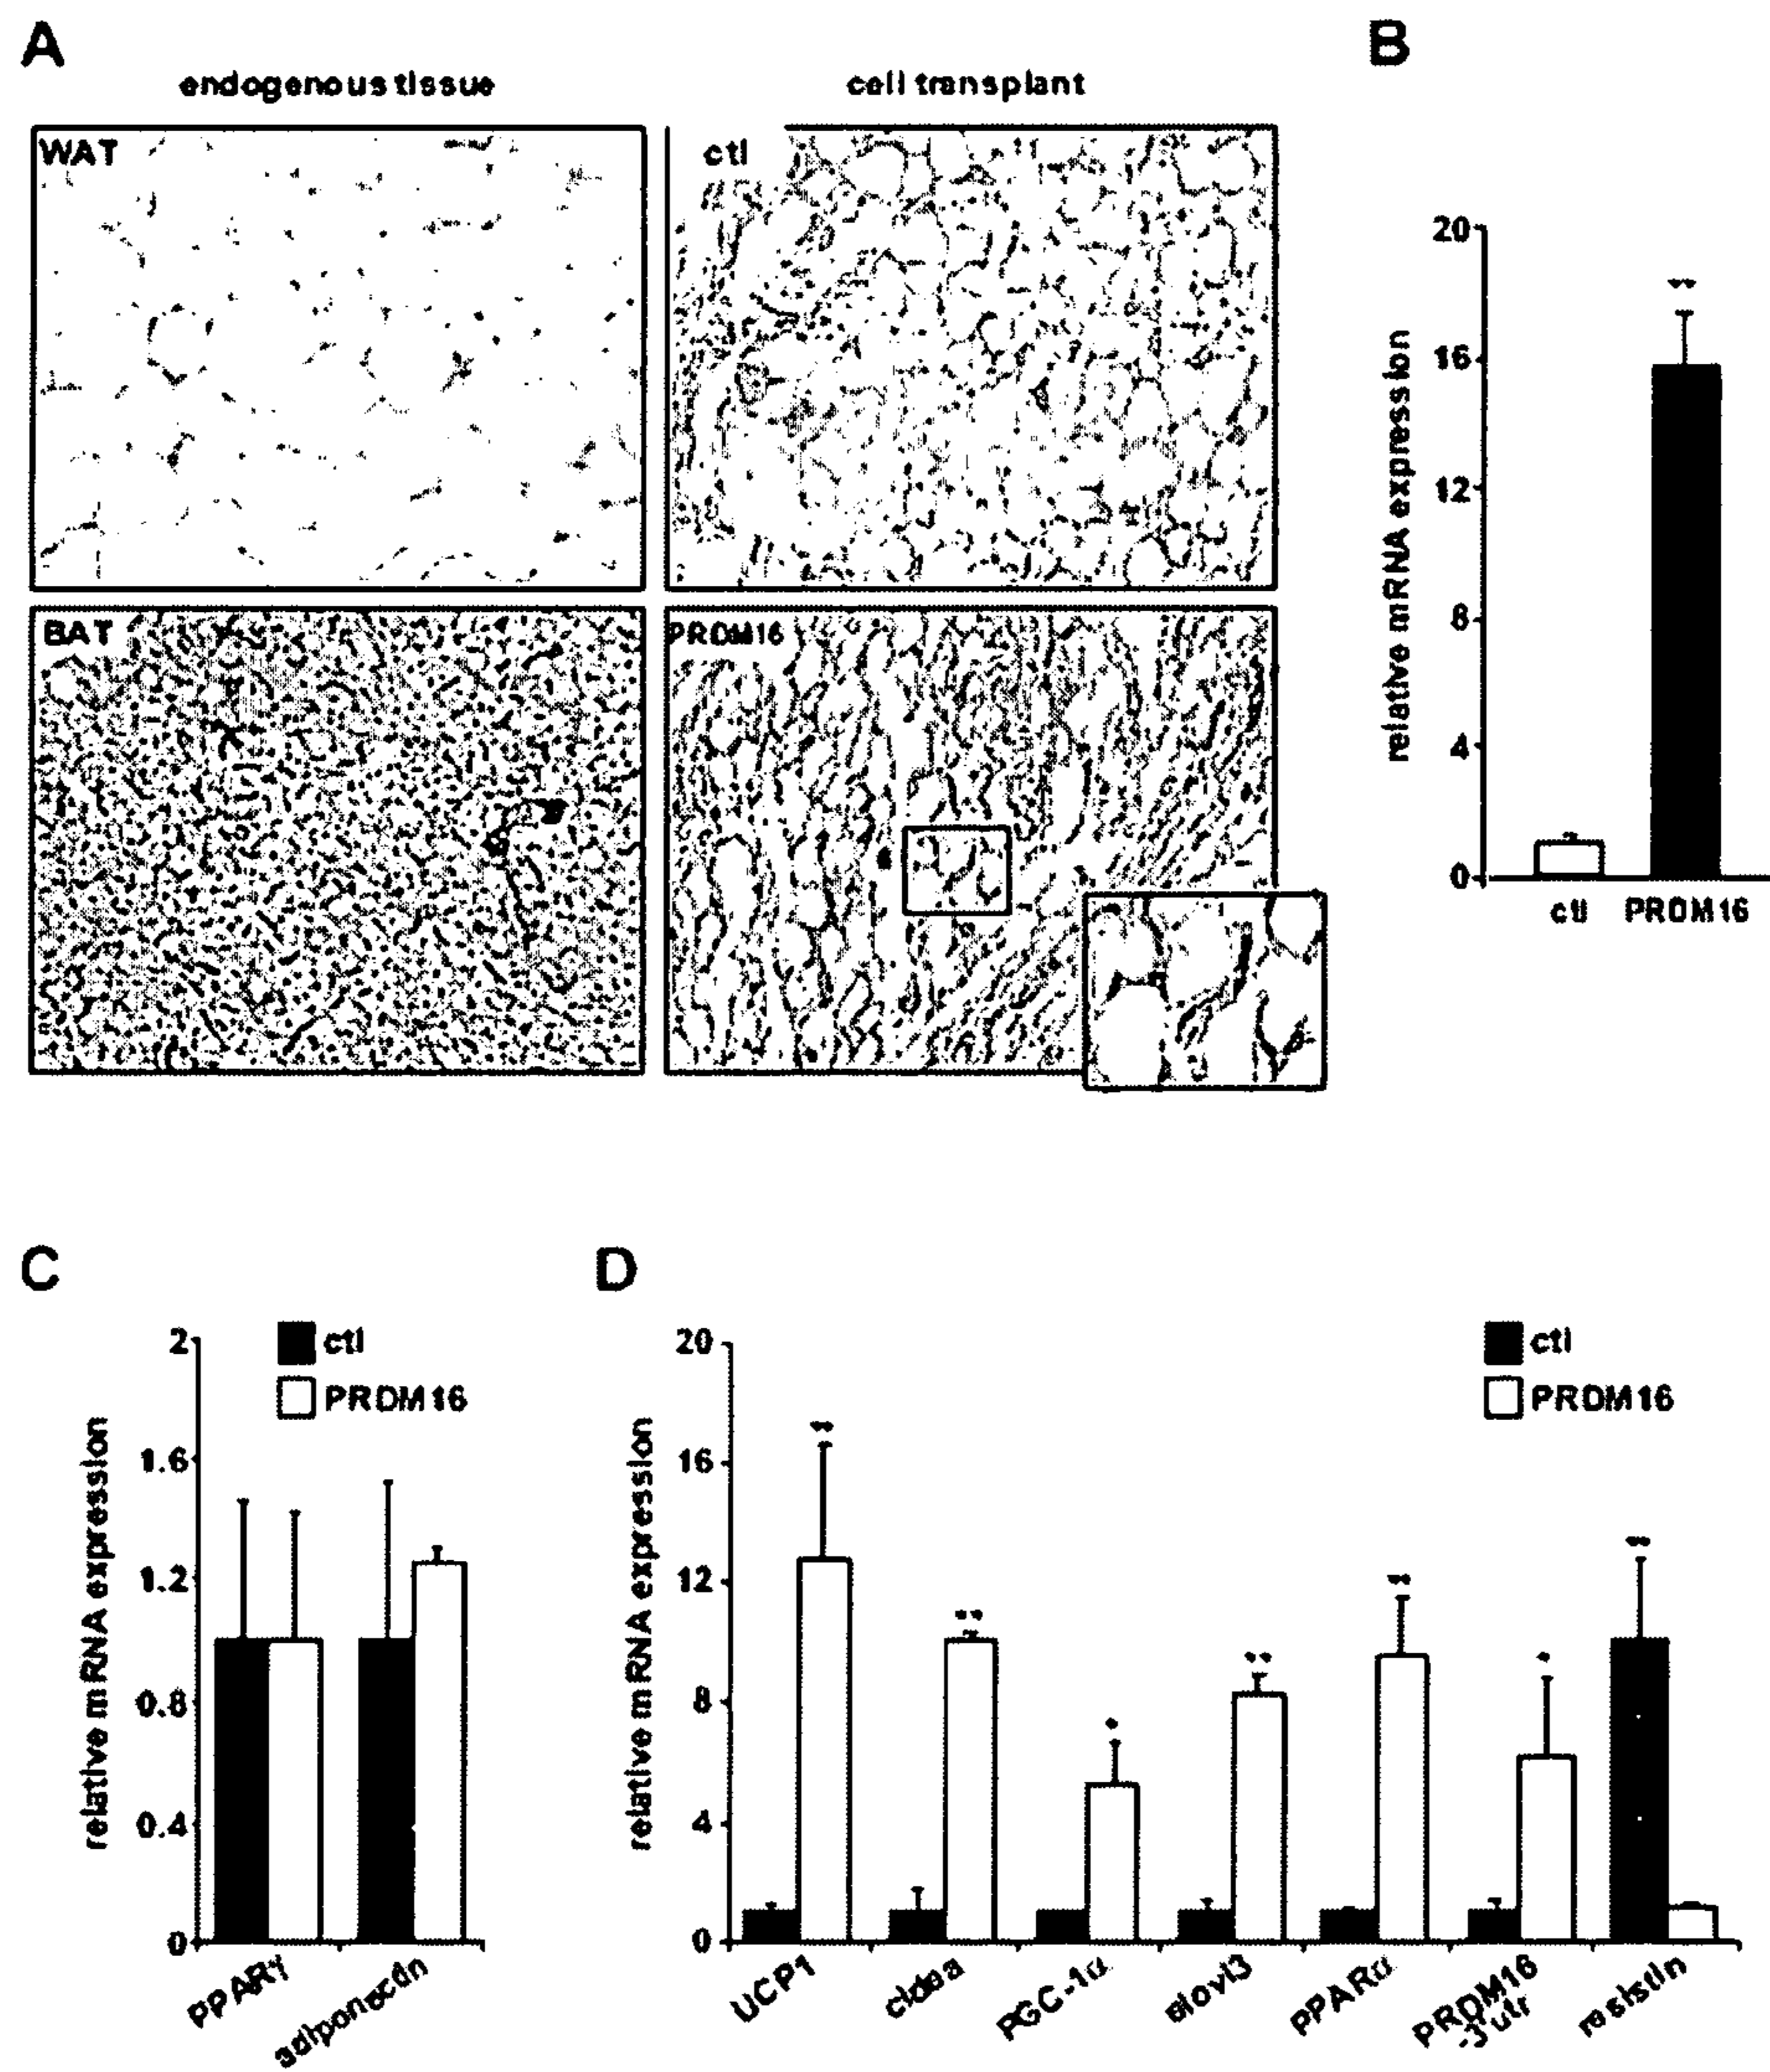 A
endogenous tissue
cell transplant
WAT
ctl
BAT
PRDM16
B
relative mRNA expression
20
16
12
8
4
0
ctl
PRDM16
**
C
relative mRNA expression
2
1.6
1.2
0.8
0.4
0
ctl
PRDM16
PPARγ
adiponectin
D
relative mRNA expression
20
16
12
8
4
0
ctl
PRDM16
**
**
*
**
**
*
**
UCP1
cidea
PGC-1α
elovl3
PPARα
PRDM16
-3'utr
resistin